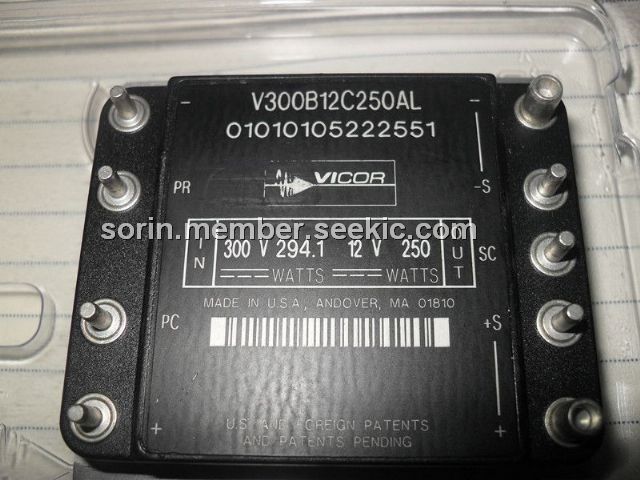 - V300B12C250AL -
01010105222551
PR VICOR -S
sorin.member.seekic.com
IN 300 V 294.1 12 V 250 OUT SC
WATTS WATTS
MADE IN U.S.A., ANDOVER, MA 01810
PC +S
+ U.S. AND FOREIGN PATENTS +
AND PATENTS PENDING